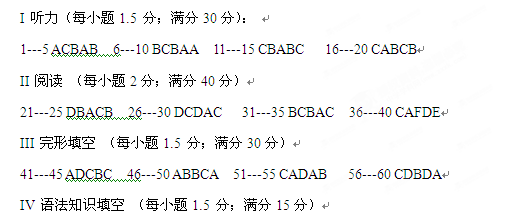 I 听力（每小题 1.5 分；满分 30 分）：
1---5 ACBAB 6---10 BCBAA 11---15 CBABC 16---20 CABCB
II 阅读 （每小题 2 分；满分 40 分）
21---25 DBACB 26---30 DCDAC 31---35 BCBAC 36---40 CAFDE
III 完形填空 （每小题 1.5 分；满分 30 分）
41---45 ADCBC 46---50 ABBCA 51---55 CADAB 56---60 CDBDA
IV 语法知识填空 （每小题 1.5 分；满分 15 分）